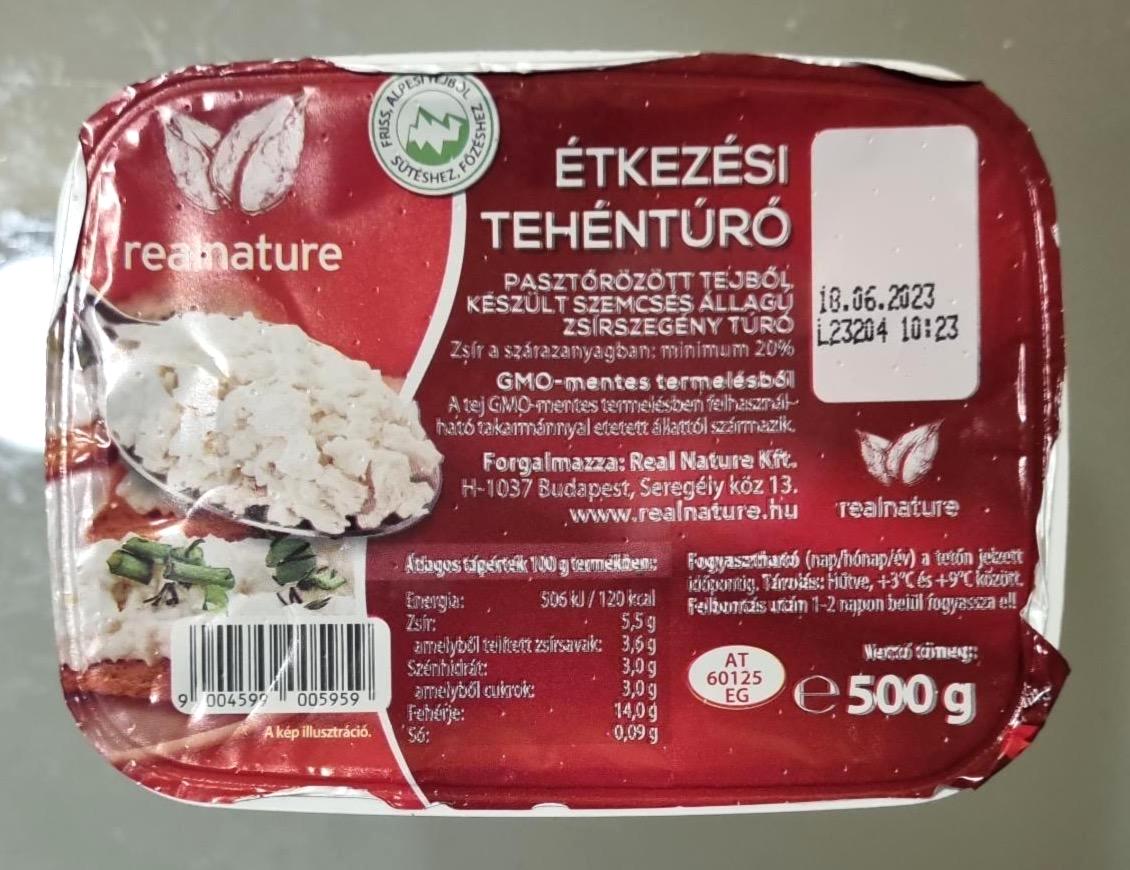 realnature
FRISS, ALPESI TEJBŐL
SÜTÉSHEZ, FŐZÉSHEZ
ÉTKEZÉSI
TEHÉNTÚRÓ
PASZTŐRÖZÖTT TEJBŐL
KÉSZÜLT SZEMCSÉS ÁLLAGÚ
ZSÍRSZEGÉNY TÚRÓ
Zsír a szárazanyagban: minimum 20%
GMO-mentes termelésből
A tej GMO-mentes termelésben felhasznál-
ható takarmánnyal etetett állattól származik.
Forgalmazza: Real Nature Kft.
H-1037 Budapest, Seregély köz 13.
www.realnature.hu
18.06.2023
L23204 10:23
realnature
Átlagos tápérték 100 g termékben:
Energia: 506 kJ / 120 kcal
Zsír: 5,5 g
amelyből telített zsírsavak: 3,6 g
Szénhidrát: 3,0 g
amelyből cukrok: 3,0 g
Fehérje: 14,0 g
Só: 0,09 g
Fogyasztható (nap/hónap/év) a tetőn jelzett
időpontig. Tárolás: Hűtve, +3°C és +9°C között.
Felbontás után 1-2 napon belül fogyassza el!
AT
60125
EG
Nettó tömeg:
e 500 g
9 004599 005959
A kép illusztráció.